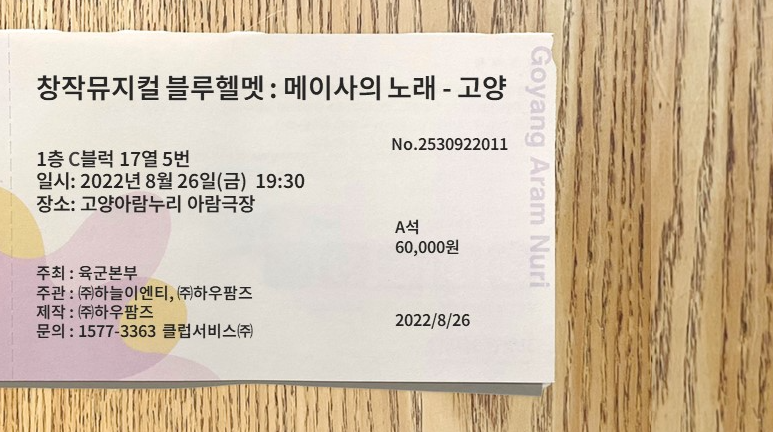 창작뮤지컬 블루헬멧 : 메이사의 노래 - 고양
No.2530922011
1층 C블럭 17열 5번
일시: 2022년 8월 26일(금) 19:30
장소: 고양아람누리 아람극장
A석
60,000원
주최 : 육군본부
주관 : ㈜하늘이엔티, ㈜하우팜즈
제작 : ㈜하우팜즈
문의 : 1577-3363 클럽서비스㈜
2022/8/26
Goyang Aram Nuri